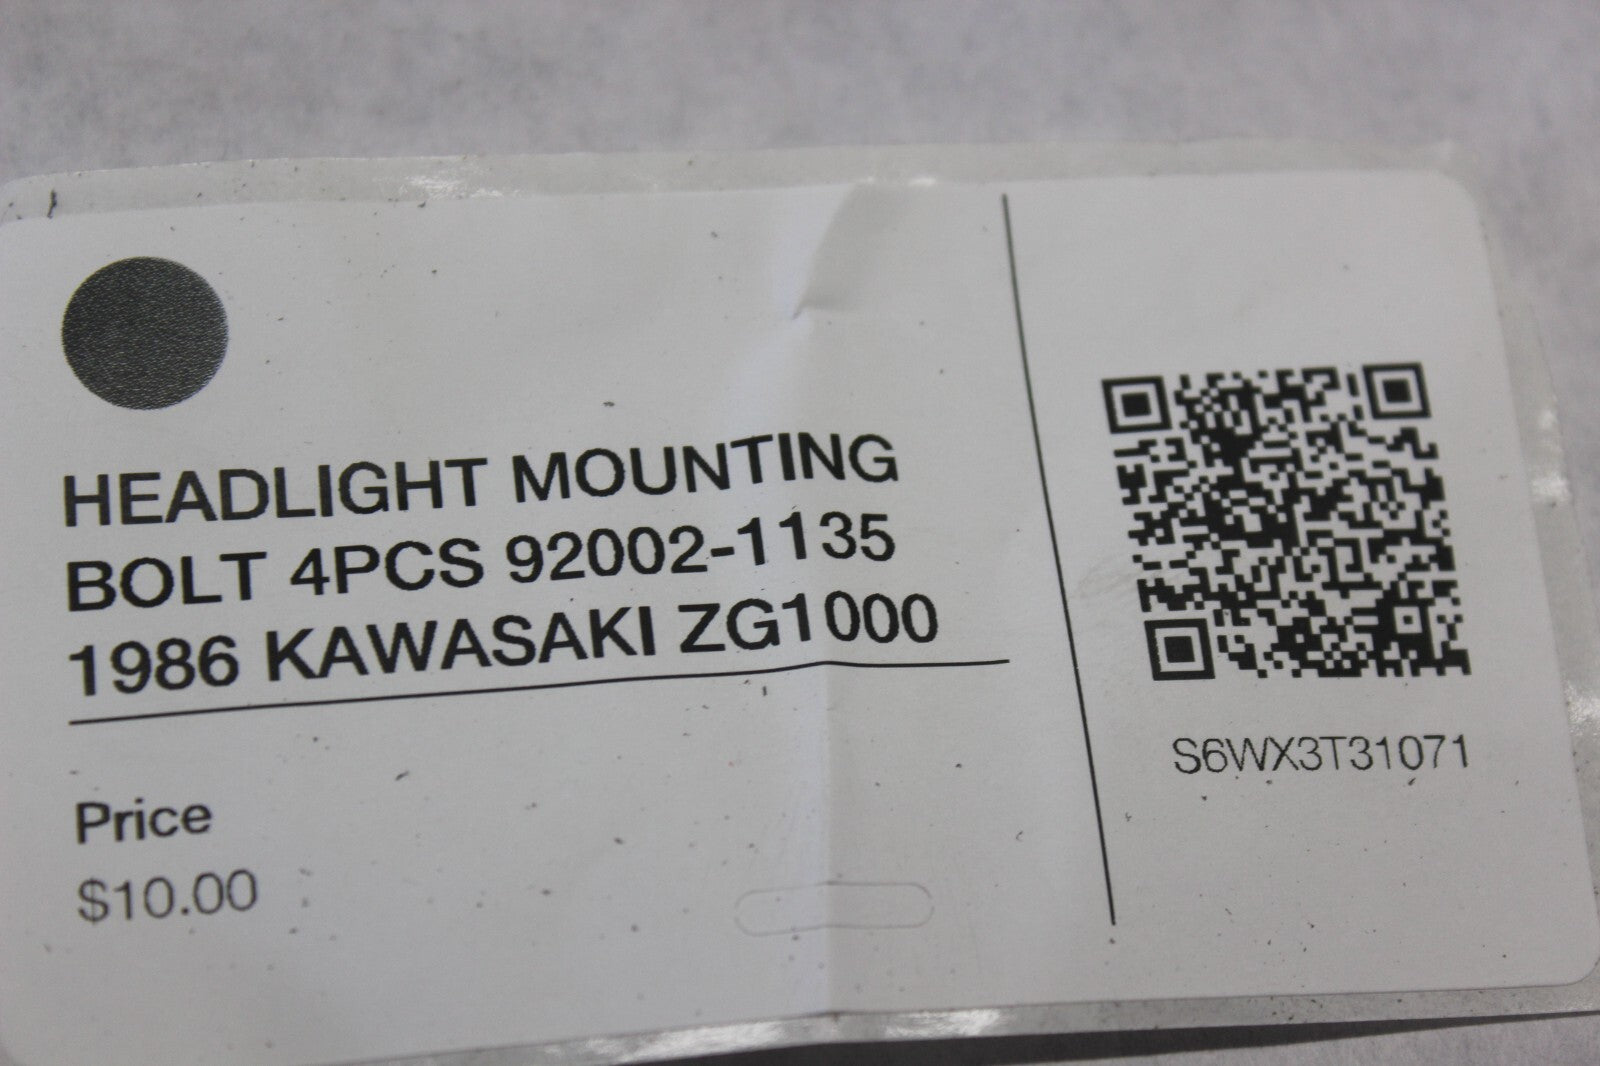 HEADLIGHT MOUNTING
BOLT 4PCS 92002-1135
1986 KAWASAKI ZG1000
Price
$10.00
S6WX3T31071